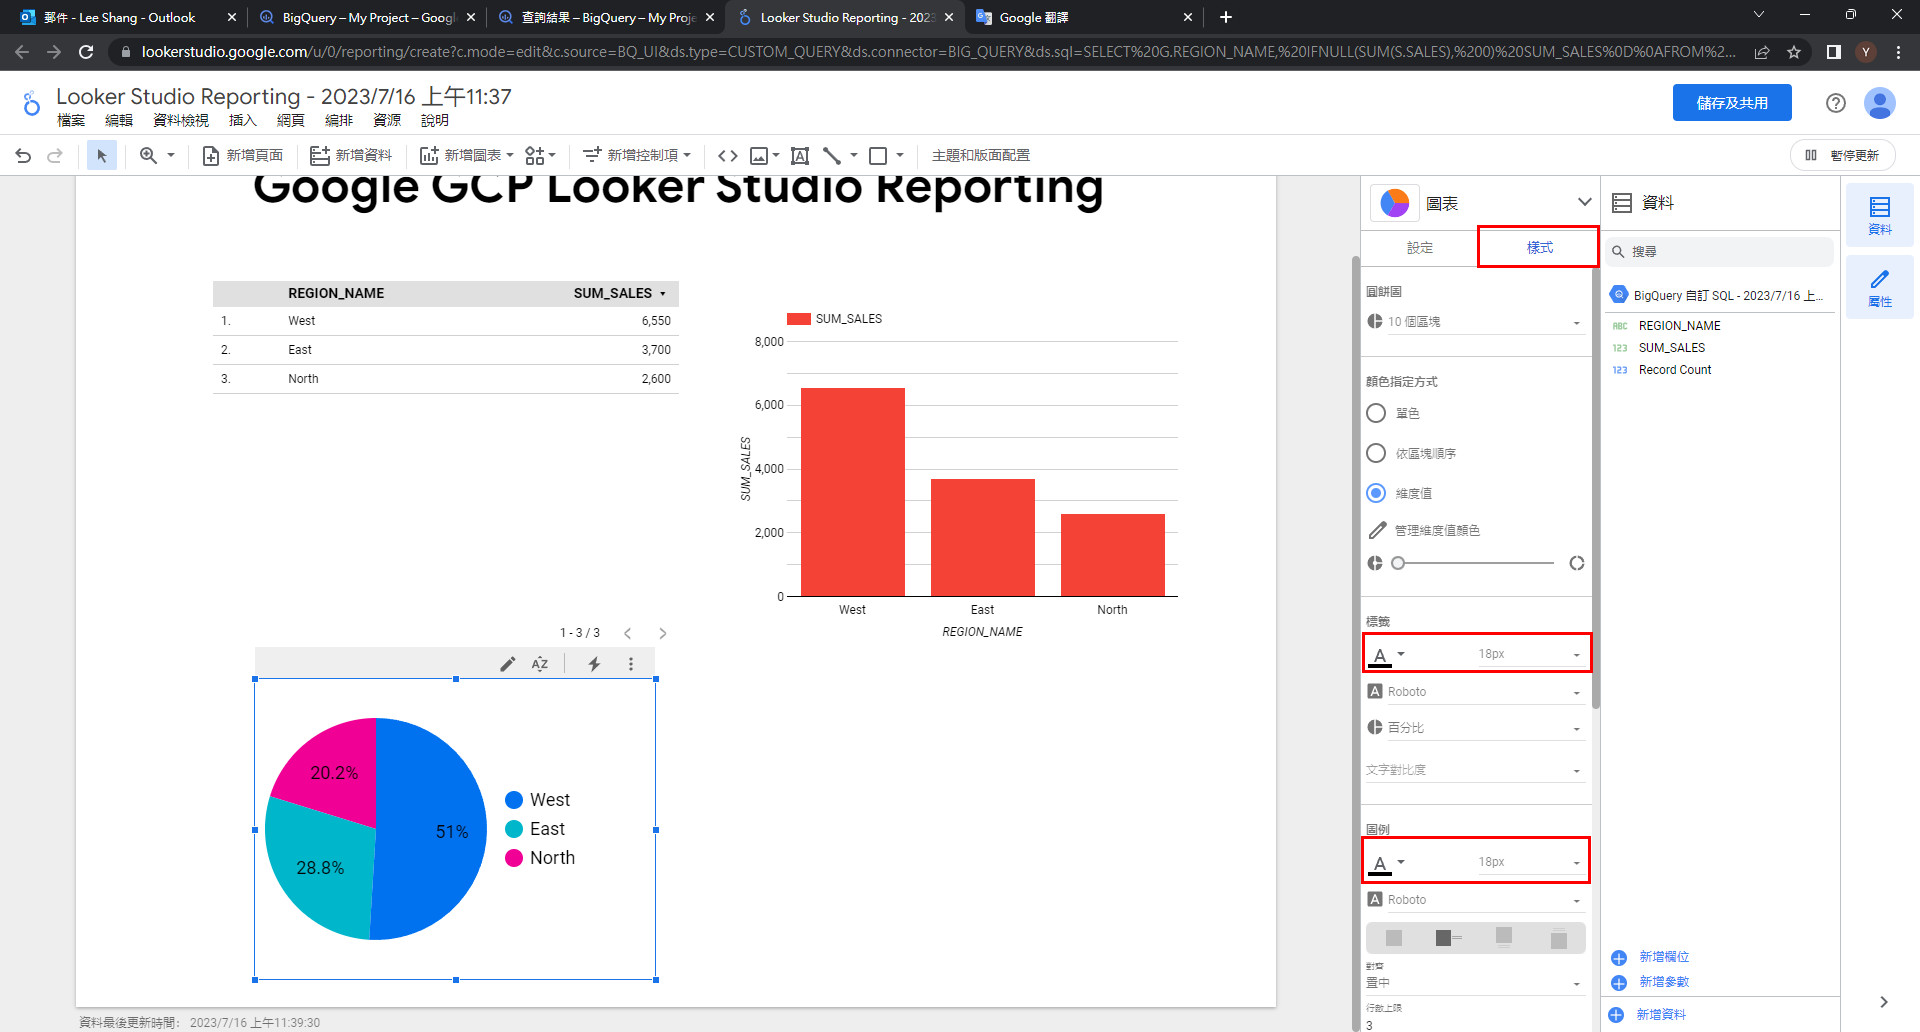 郵件 - Lee Shang - Outlook
BigQuery – My Project – Google
查詢結果 – BigQuery – My Proje
Looker Studio Reporting - 2023
Google 翻譯
lookerstudio.google.com/u/0/reporting/create?c.mode=edit&c.source=BQ_UI&ds.type=CUSTOM_QUERY&ds.connector=BIG_QUERY&ds.sql=SELECT%20G.REGION_NAME,%20IFNULL(SUM(S.SALES),%200)%20SUM_SALES%0D%0AFROM%2...
Y
Looker Studio Reporting - 2023/7/16 上午11:37
檔案 編輯 資料檢視 插入 網頁 編排 資源 說明
儲存及共用
新增頁面 新增資料 新增圖表 新增控制項 主題和版面配置 暫停更新
Google GCP Looker Studio Reporting
REGION_NAME SUM_SALES
1. West 6,550
2. East 3,700
3. North 2,600
1 - 3 / 3
SUM_SALES
8,000
6,000
4,000
2,000
0
SUM_SALES
West East North
REGION_NAME
20.2%
51%
28.8%
West
East
North
資料最後更新時間： 2023/7/16 上午11:39:30
圖表
設定 樣式
圓餅圖
10 個區塊
顏色指定方式
單色
依區塊順序
維度值
管理維度值顏色
標籤
A 18px
A Roboto
百分比
文字對比度
圖例
A 18px
A Roboto
對齊
置中
行數上限
3
資料
搜尋
BigQuery 自訂 SQL - 2023/7/16 上...
ABC REGION_NAME
123 SUM_SALES
123 Record Count
新增欄位
新增參數
新增資料
資料
屬性